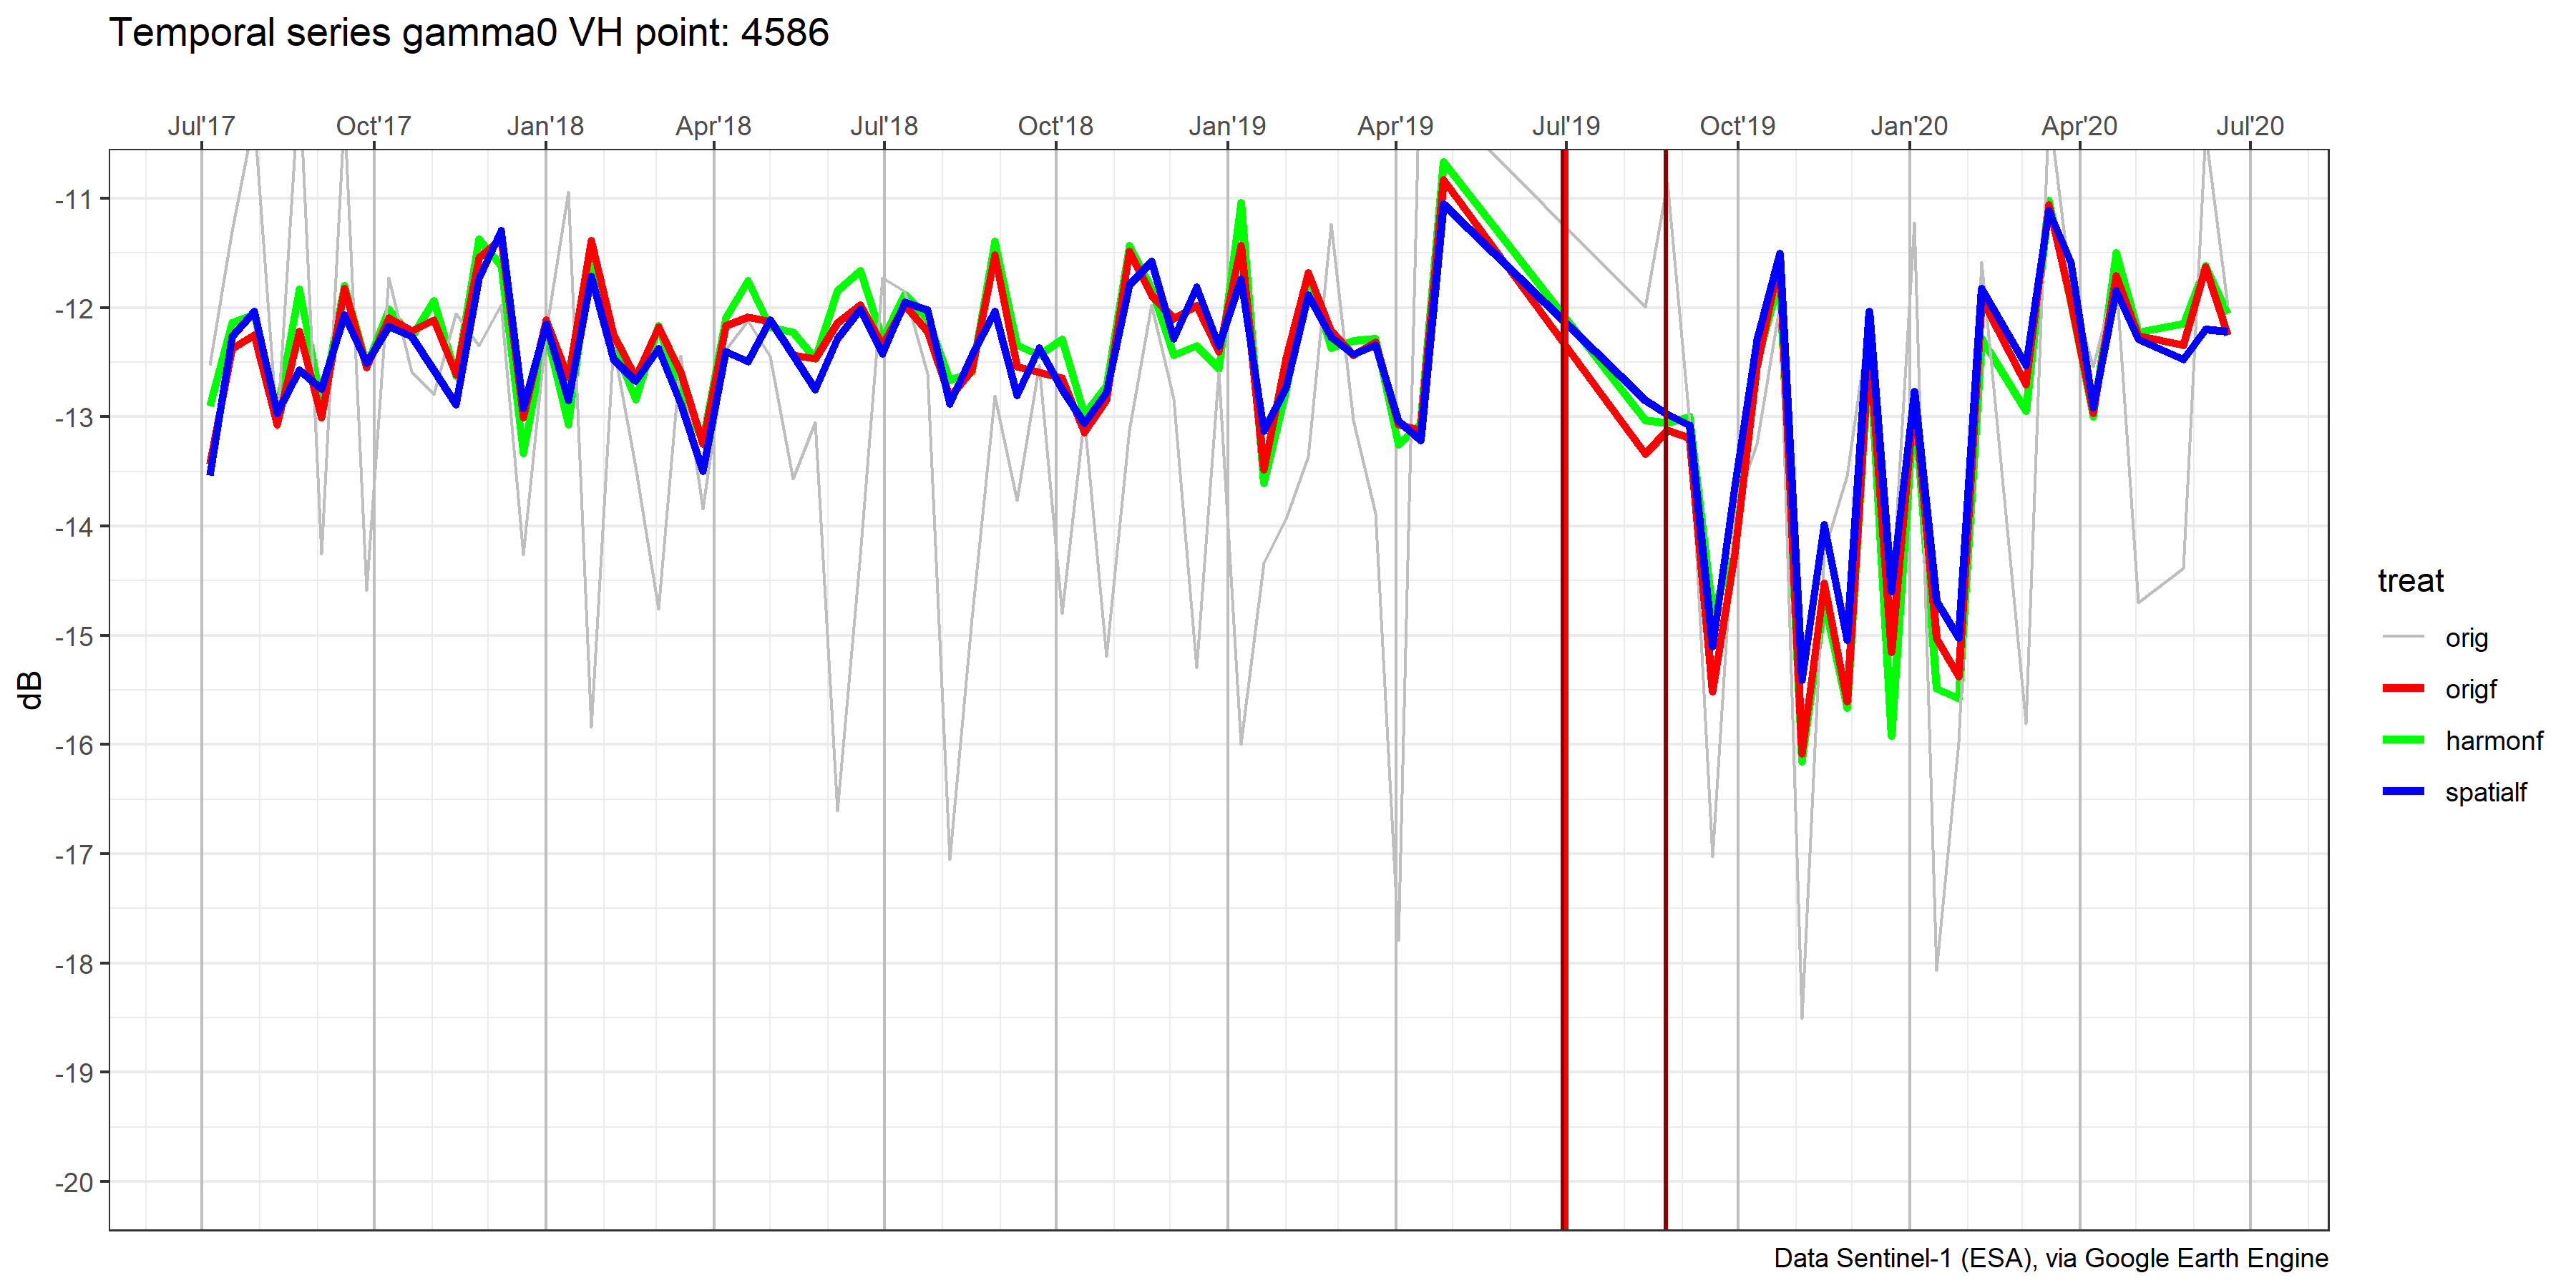 Temporal series gamma0 VH point: 4586
Jul'17 Oct'17 Jan'18 Apr'18 Jul'18 Oct'18 Jan'19 Apr'19 Jul'19 Oct'19 Jan'20 Apr'20 Jul'20
-11
-12
-13
-14
-15
-16
-17
-18
-19
-20
dB
treat
orig
origf
harmonf
spatialf
Data Sentinel-1 (ESA), via Google Earth Engine